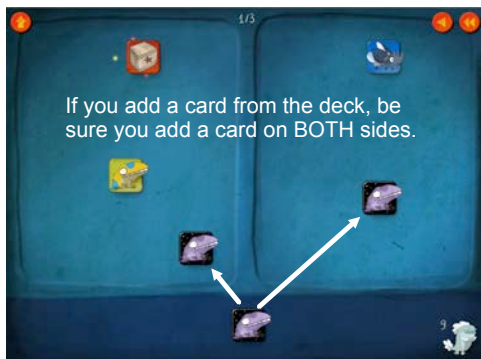 1/3
If you add a card from the deck, be
sure you add a card on BOTH sides.
9